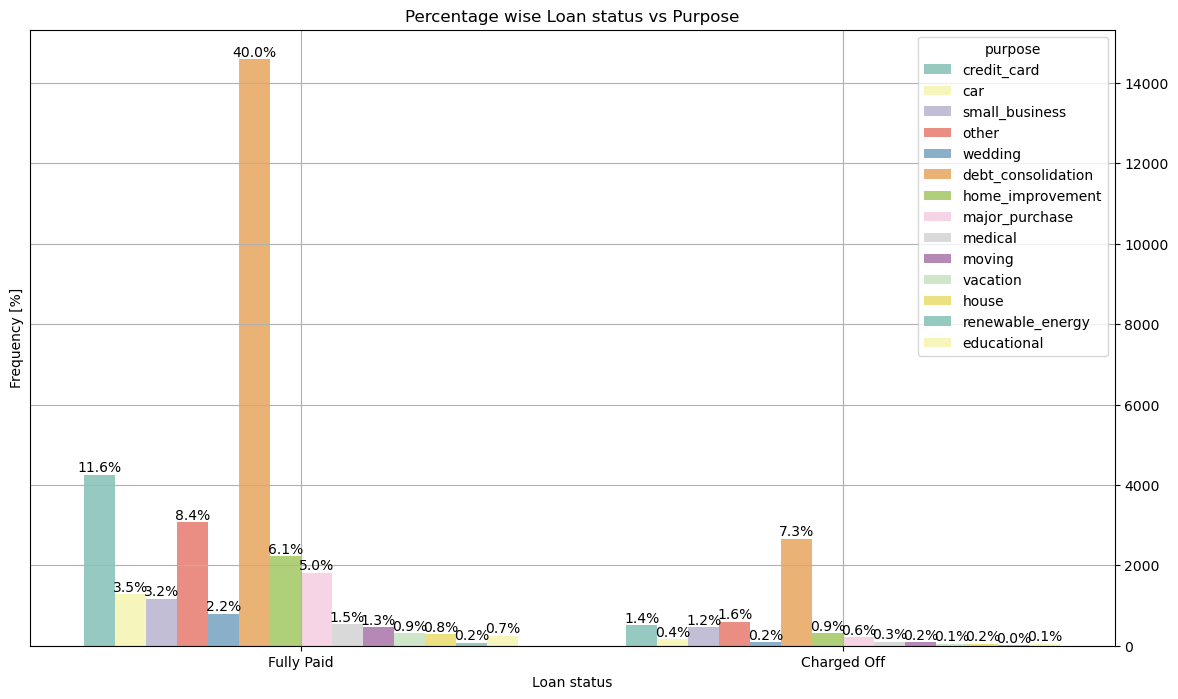 Percentage wise Loan status vs Purpose
purpose
credit_card
car
small_business
other
wedding
debt_consolidation
home_improvement
major_purchase
medical
moving
vacation
house
renewable_energy
educational
14000
12000
10000
8000
6000
4000
2000
0
Frequency [%]
11.6%
3.5%
3.2%
8.4%
2.2%
40.0%
6.1%
5.0%
1.5%
1.3%
0.9%
0.8%
0.2%
0.7%
1.4%
0.4%
1.2%
1.6%
0.2%
7.3%
0.9%
0.6%
0.3%
0.2%
0.1%
0.2%
0.0%
0.1%
Fully Paid
Charged Off
Loan status